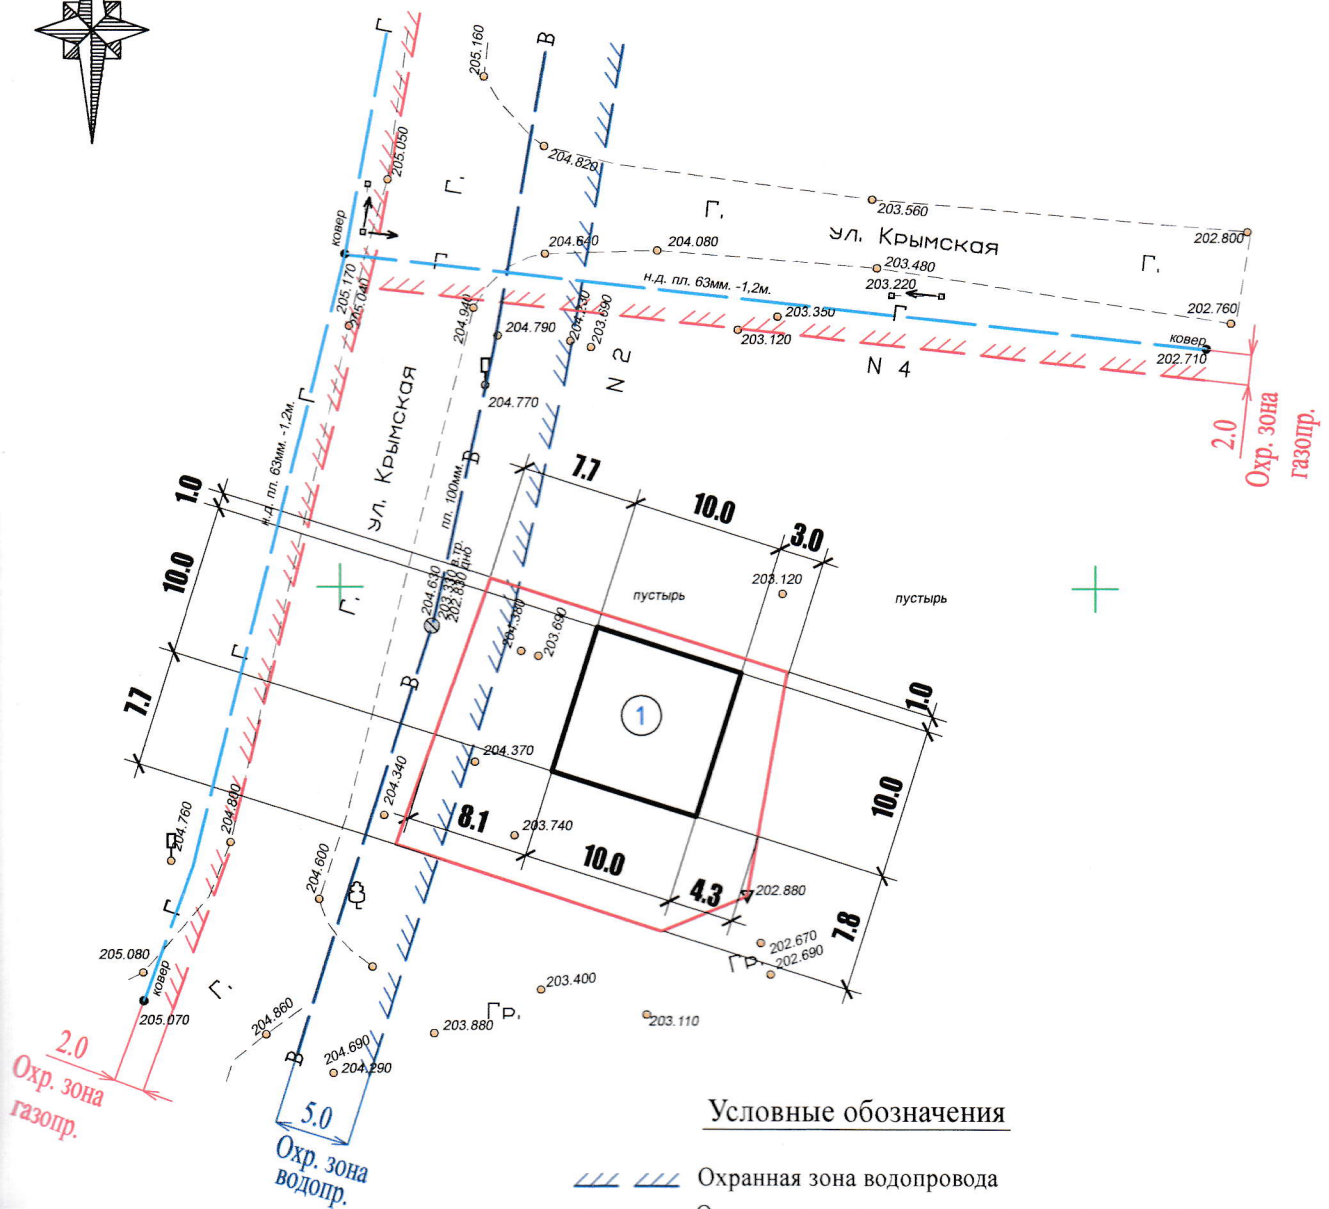 Г
В
205.160
205.050
204.820
Г.
Г.
203.560
ул. Крымская
202.800
ковер
Г
204.640
204.080
203.480
Г.
н.д. пл. 63мм. -1,2м.
203.220
205.170
205.040
204.940
204.790
203.690
203.350
Г
202.760
203.120
ковер
202.710
N 2
N 4
204.770
Г
ул. Крымская
2.0
Охр. зона
газопр.
н.д. пл. 63мм. -1,2м.
В
пл. 100мм.
7.7
10.0
3.0
1.0
10.0
7.7
203.120
пустырь
пустырь
204.630
203.330 в.тр.
202.830 дно
Г.
204.380
203.690
Г
В
1
1.0
10.0
7.8
204.370
204.340
8.1
203.740
10.0
4.3
204.760
204.800
204.600
202.880
Г
202.670
202.690
Гр.
205.080
ковер
205.070
Г.
204.860
203.400
Гр.
203.880
203.110
В
204.690
204.290
2.0
Охр. зона
газопр.
5.0
Охр. зона
водопр.
Условные обозначения
Охранная зона водопровода